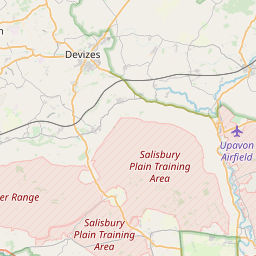 Devizes
Upavon
Airfield
Salisbury
Plain Training
Area
er Range
Salisbury
Plain Training
Area